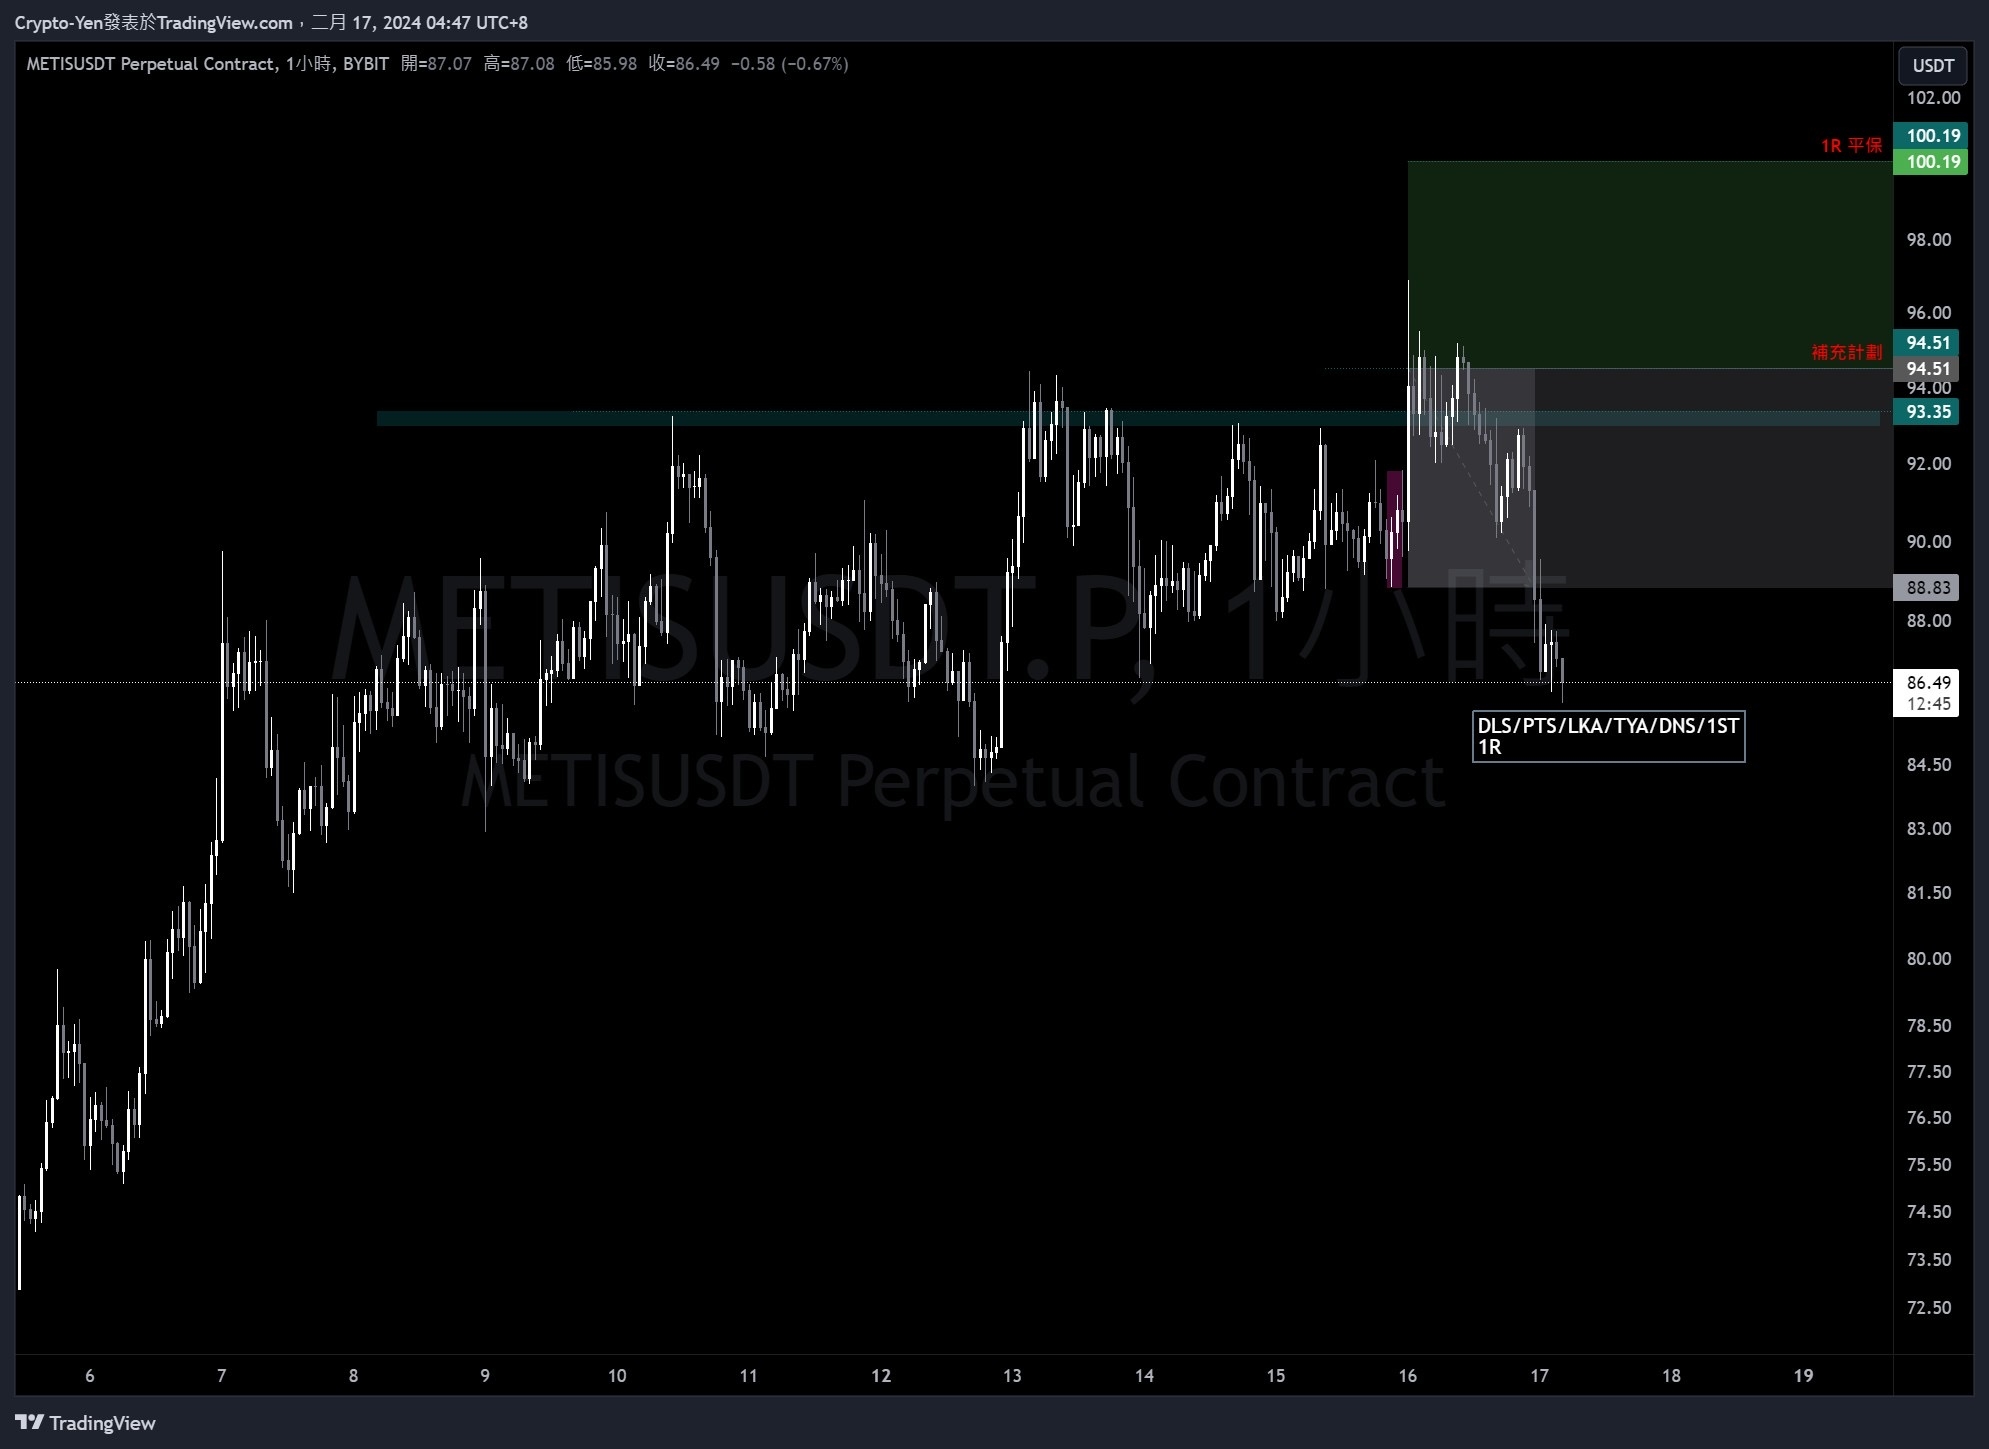 Crypto-Yen發表於TradingView.com，二月 17, 2024 04:47 UTC+8
METISUSDT Perpetual Contract, 1小時, BYBIT 開=87.07 高=87.08 低=85.98 收=86.49 −0.58 (−0.67%)
USDT
102.00
1R 平保
100.19
100.19
98.00
96.00
補充計劃
94.51
94.51
94.00
93.35
92.00
90.00
88.83
88.00
METISUSDT.P, 1小時
86.49
12:45
DLS/PTS/LKA/TYA/DNS/1ST
1R
METISUSDT Perpetual Contract
84.50
83.00
81.50
80.00
78.50
77.50
76.50
75.50
74.50
73.50
72.50
6 7 8 9 10 11 12 13 14 15 16 17 18 19
TradingView